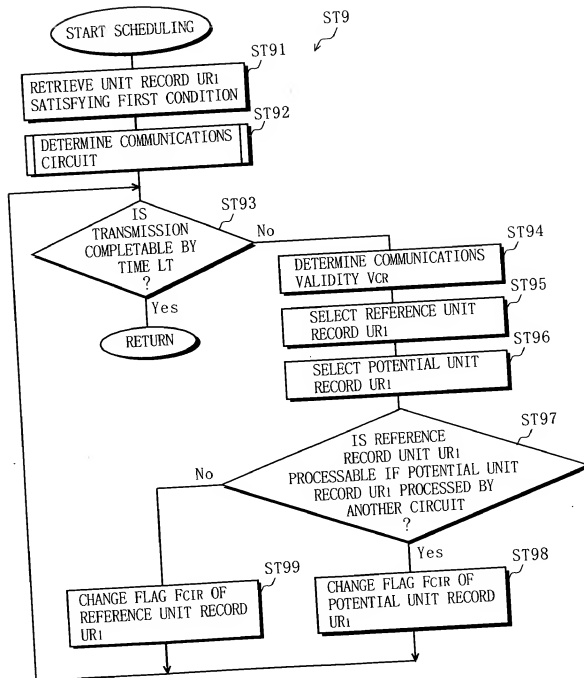 START SCHEDULING
ST9
ST91
RETRIEVE UNIT RECORD UR1
SATISFYING FIRST CONDITION
ST92
DETERMINE COMMUNICATIONS
CIRCUIT
ST93
IS
TRANSMISSION
COMPLETABLE BY
TIME LT
?
No
Yes
RETURN
ST94
DETERMINE COMMUNICATIONS
VALIDITY VCR
ST95
SELECT REFERENCE UNIT
RECORD UR1
ST96
SELECT POTENTIAL UNIT
RECORD UR1
ST97
IS REFERENCE
RECORD UNIT UR1
PROCESSABLE IF POTENTIAL UNIT
RECORD UR1 PROCESSED BY
ANOTHER CIRCUIT
?
No
Yes
ST99
CHANGE FLAG FCIR OF
REFERENCE UNIT RECORD
UR1
ST98
CHANGE FLAG FCIR OF
POTENTIAL UNIT RECORD
UR1